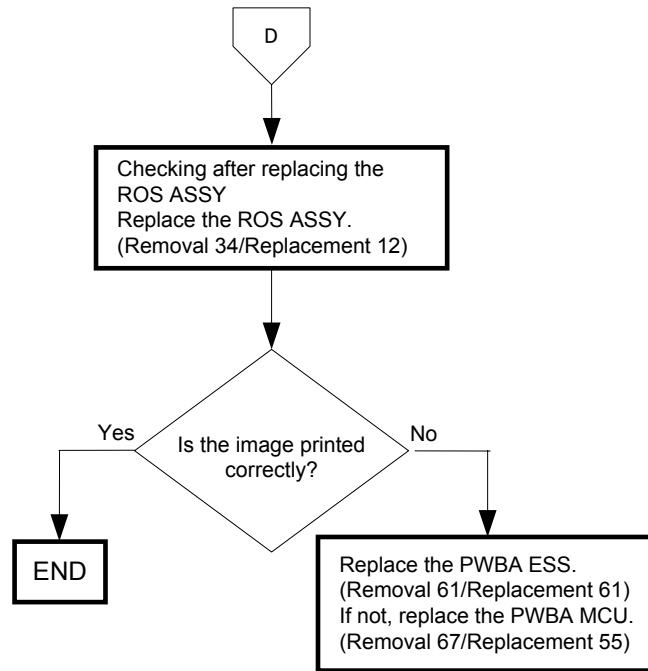 D
Checking after replacing the
ROS ASSY
Replace the ROS ASSY.
(Removal 34/Replacement 12)
Is the image printed
correctly?
Yes
No
END
Replace the PWBA ESS.
(Removal 61/Replacement 61)
If not, replace the PWBA MCU.
(Removal 67/Replacement 55)